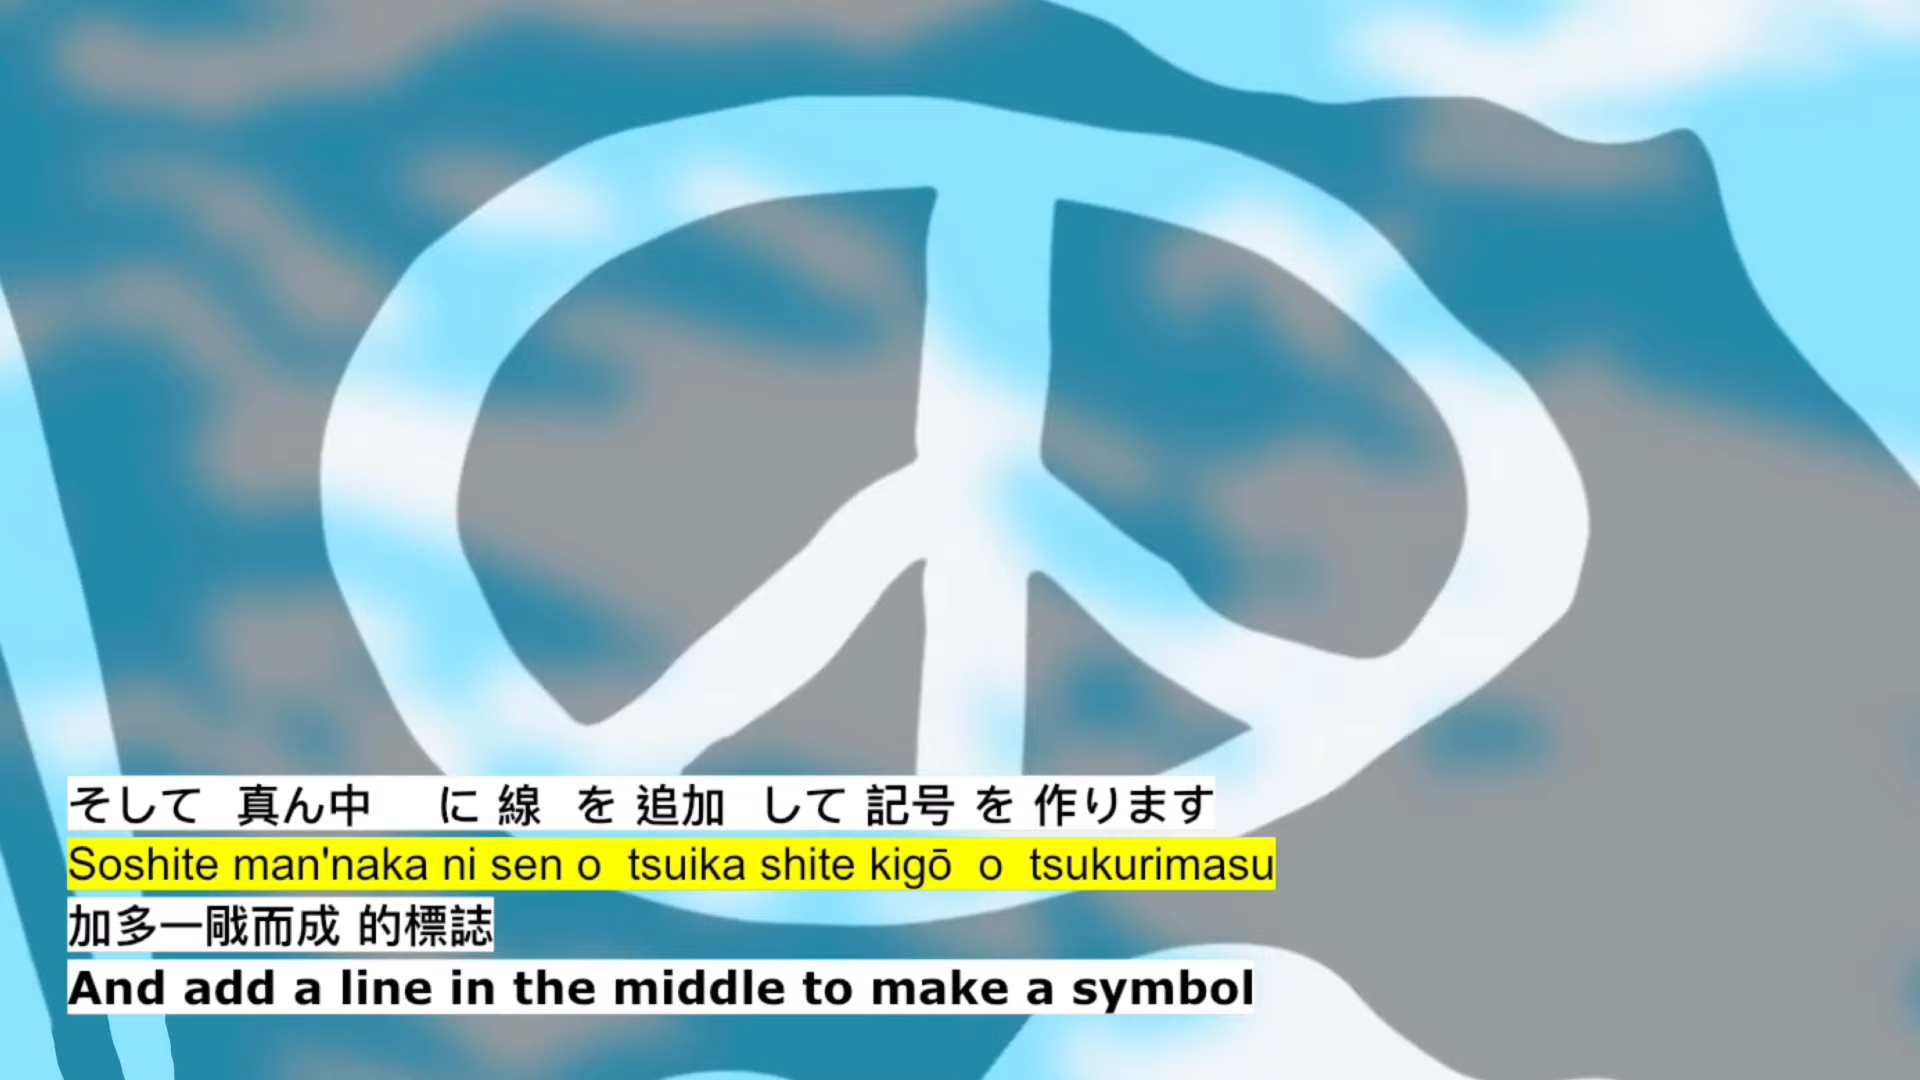 そして 真ん中 に 線 を 追加 して 記号 を 作ります
Soshite man'naka ni sen o tsuika shite kigō o tsukurimasu
加多一戙而成 的標誌
And add a line in the middle to make a symbol